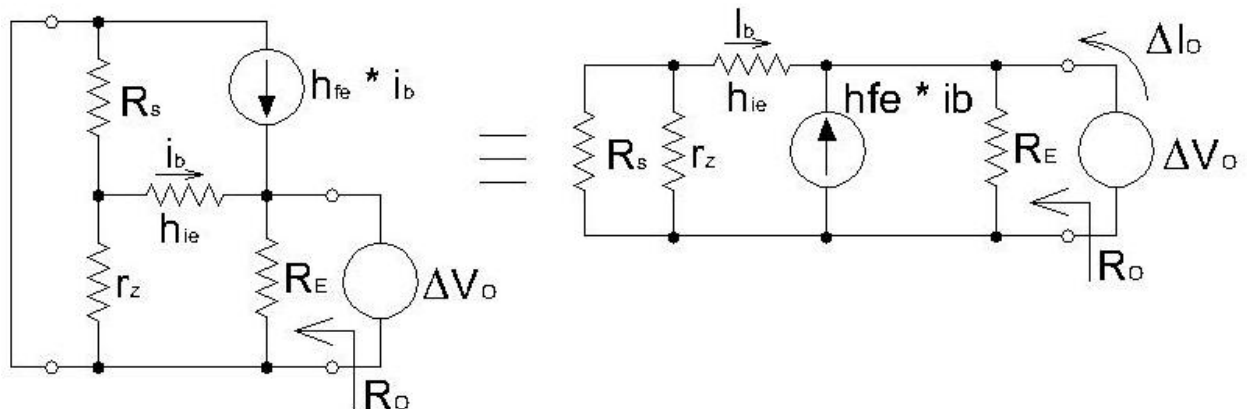 Rs
hfe * ib
ib
hie
rz
RE
ΔVo
Ro
Ib
hie
Rs
rz
hfe * ib
RE
ΔIo
ΔVo
Ro